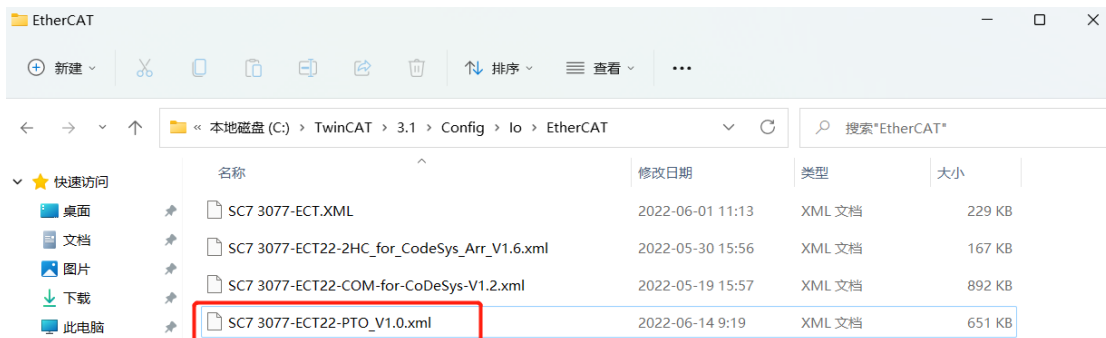 EtherCAT
新建 排序 查看
« 本地磁盘 (C:) > TwinCAT > 3.1 > Config > Io > EtherCAT 搜索"EtherCAT"
名称 修改日期 类型 大小
快速访问
桌面 SC7 3077-ECT.XML 2022-06-01 11:13 XML 文档 229 KB
文档 SC7 3077-ECT22-2HC_for_CodeSys_Arr_V1.6.xml 2022-05-30 15:56 XML 文档 167 KB
图片
下载 SC7 3077-ECT22-COM-for-CoDeSys-V1.2.xml 2022-05-19 15:57 XML 文档 892 KB
此电脑 SC7 3077-ECT22-PTO_V1.0.xml 2022-06-14 9:19 XML 文档 651 KB